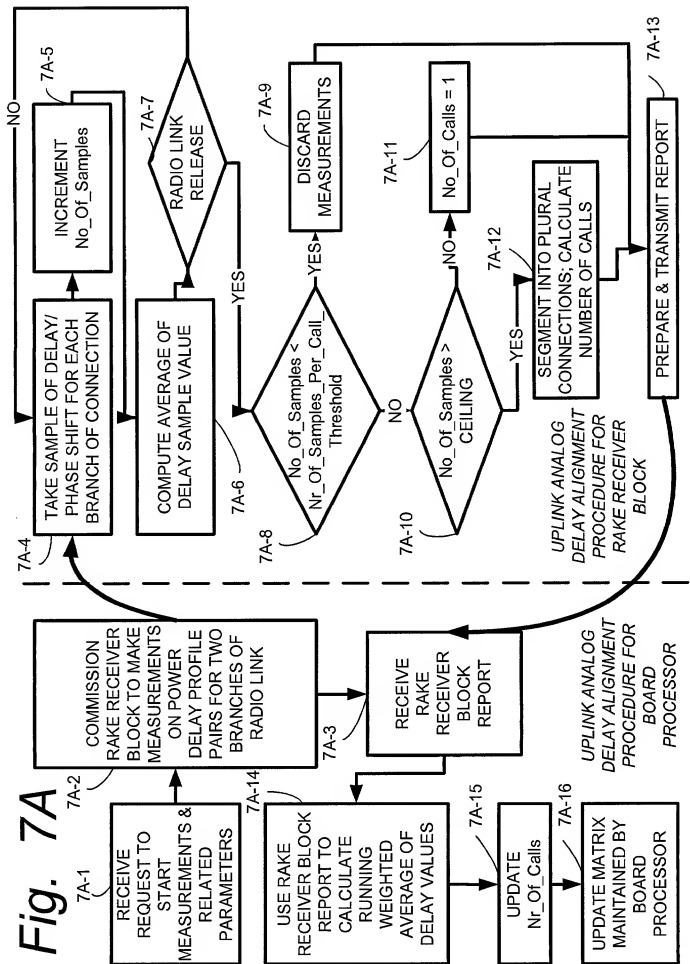 Fig. 7A
7A-1
RECEIVE
REQUEST TO
START
MEASUREMENTS &
RELATED
PARAMETERS
7A-2
COMMISSION
RAKE RECEIVER
BLOCK TO MAKE
MEASUREMENTS
ON POWER
DELAY PROFILE
PAIRS FOR TWO
BRANCHES OF
RADIO LINK
7A-3
RECEIVE
RAKE
RECEIVER
BLOCK
REPORT
7A-14
USE RAKE
RECEIVER BLOCK
REPORT TO
CALCULATE
RUNNING
WEIGHTED
AVERAGE OF
DELAY VALUES
7A-15
UPDATE
Nr_Of_Calls
7A-16
UPDATE MATRIX
MAINTAINED BY
BOARD
PROCESSOR
UPLINK ANALOG
DELAY ALIGNMENT
PROCEDURE FOR
BOARD
PROCESSOR
7A-4
TAKE SAMPLE OF DELAY/
PHASE SHIFT FOR EACH
BRANCH OF CONNECTION
7A-5
INCREMENT
No_Of_Samples
NO
7A-6
COMPUTE AVERAGE OF
DELAY SAMPLE VALUE
7A-7
RADIO LINK
RELEASE
YES
7A-8
No_Of_Samples <
Nr_Of_Samples_Per_Call_
Threshold
YES
7A-9
DISCARD
MEASUREMENTS
NO
7A-10
No_Of_Samples >
CEILING
NO
7A-11
No_Of_Calls = 1
YES
7A-12
SEGMENT INTO PLURAL
CONNECTIONS; CALCULATE
NUMBER OF CALLS
7A-13
PREPARE & TRANSMIT REPORT
UPLINK ANALOG
DELAY ALIGNMENT
PROCEDURE FOR
RAKE RECEIVER
BLOCK